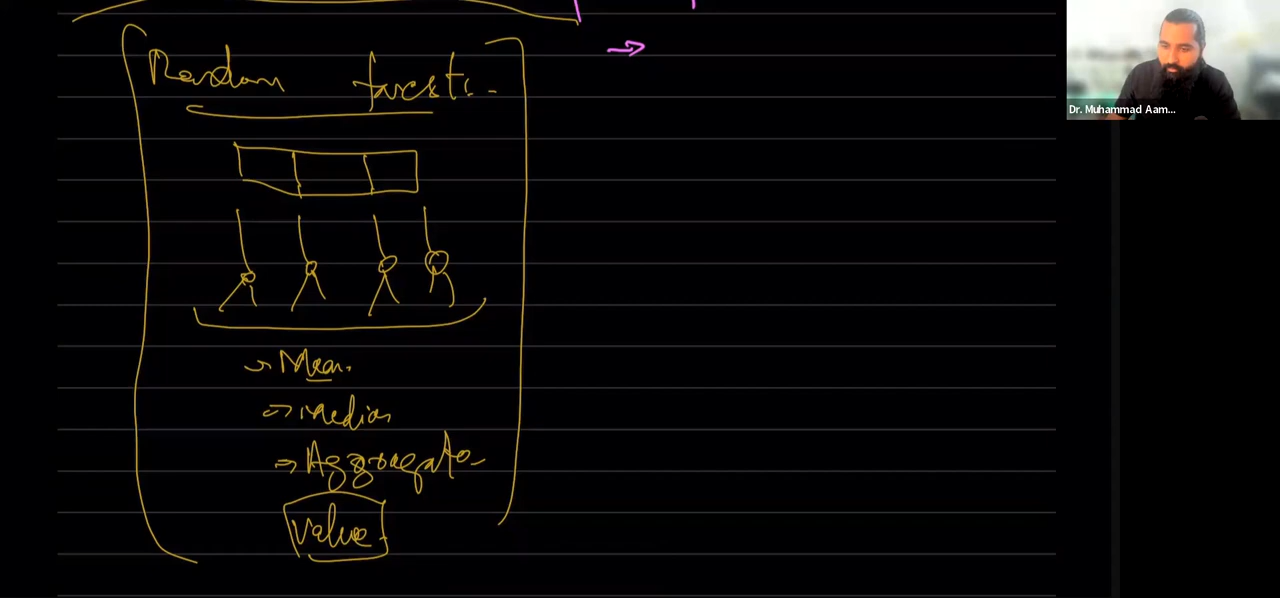 Random forest.
→ Mean.
→ Median
→ Aggregate
Value
Dr. Muhammad Aam...